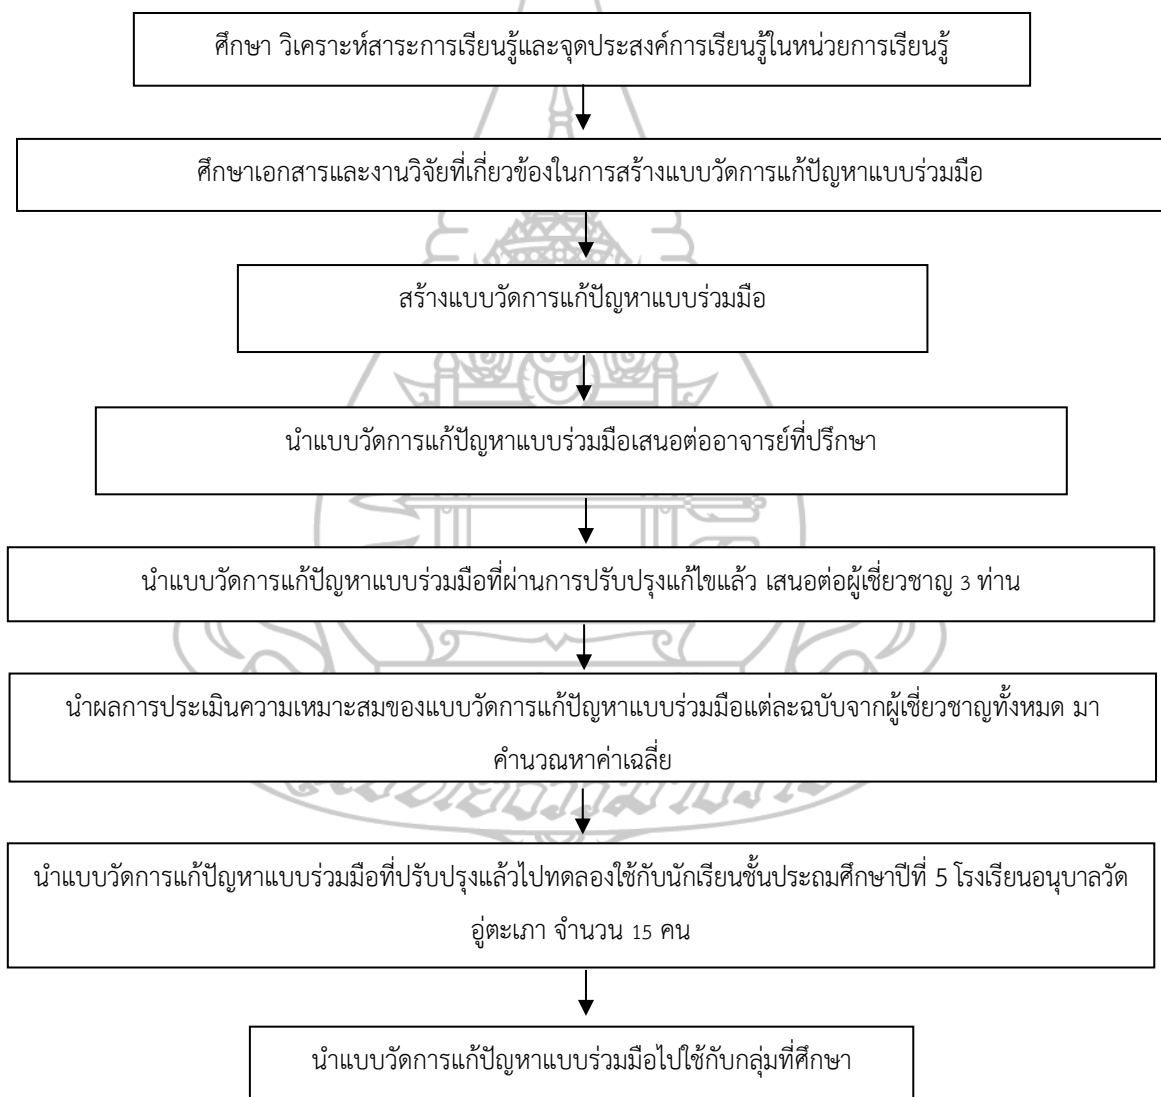 ศึกษา วิเคราะห์สาระการเรียนรู้และจุดประสงค์การเรียนรู้ในหน่วยการเรียนรู้
ศึกษาเอกสารและงานวิจัยที่เกี่ยวข้องในการสร้างแบบวัดการแก้ปัญหาแบบร่วมมือ
สร้างแบบวัดการแก้ปัญหาแบบร่วมมือ
นำแบบวัดการแก้ปัญหาแบบร่วมมือเสนอต่ออาจารย์ที่ปรึกษา
นำแบบวัดการแก้ปัญหาแบบร่วมมือที่ผ่านการปรับปรุงแก้ไขแล้ว เสนอต่อผู้เชี่ยวชาญ 3 ท่าน
นำผลการประเมินความเหมาะสมของแบบวัดการแก้ปัญหาแบบร่วมมือแต่ละฉบับจากผู้เชี่ยวชาญทั้งหมด มา
คำนวณหาค่าเฉลี่ย
นำแบบวัดการแก้ปัญหาแบบร่วมมือที่ปรับปรุงแล้วไปทดลองใช้กับนักเรียนชั้นประถมศึกษาปีที่ 5 โรงเรียนอนุบาลวัด
อู่ตะเภา จำนวน 15 คน
นำแบบวัดการแก้ปัญหาแบบร่วมมือไปใช้กับกลุ่มที่ศึกษา